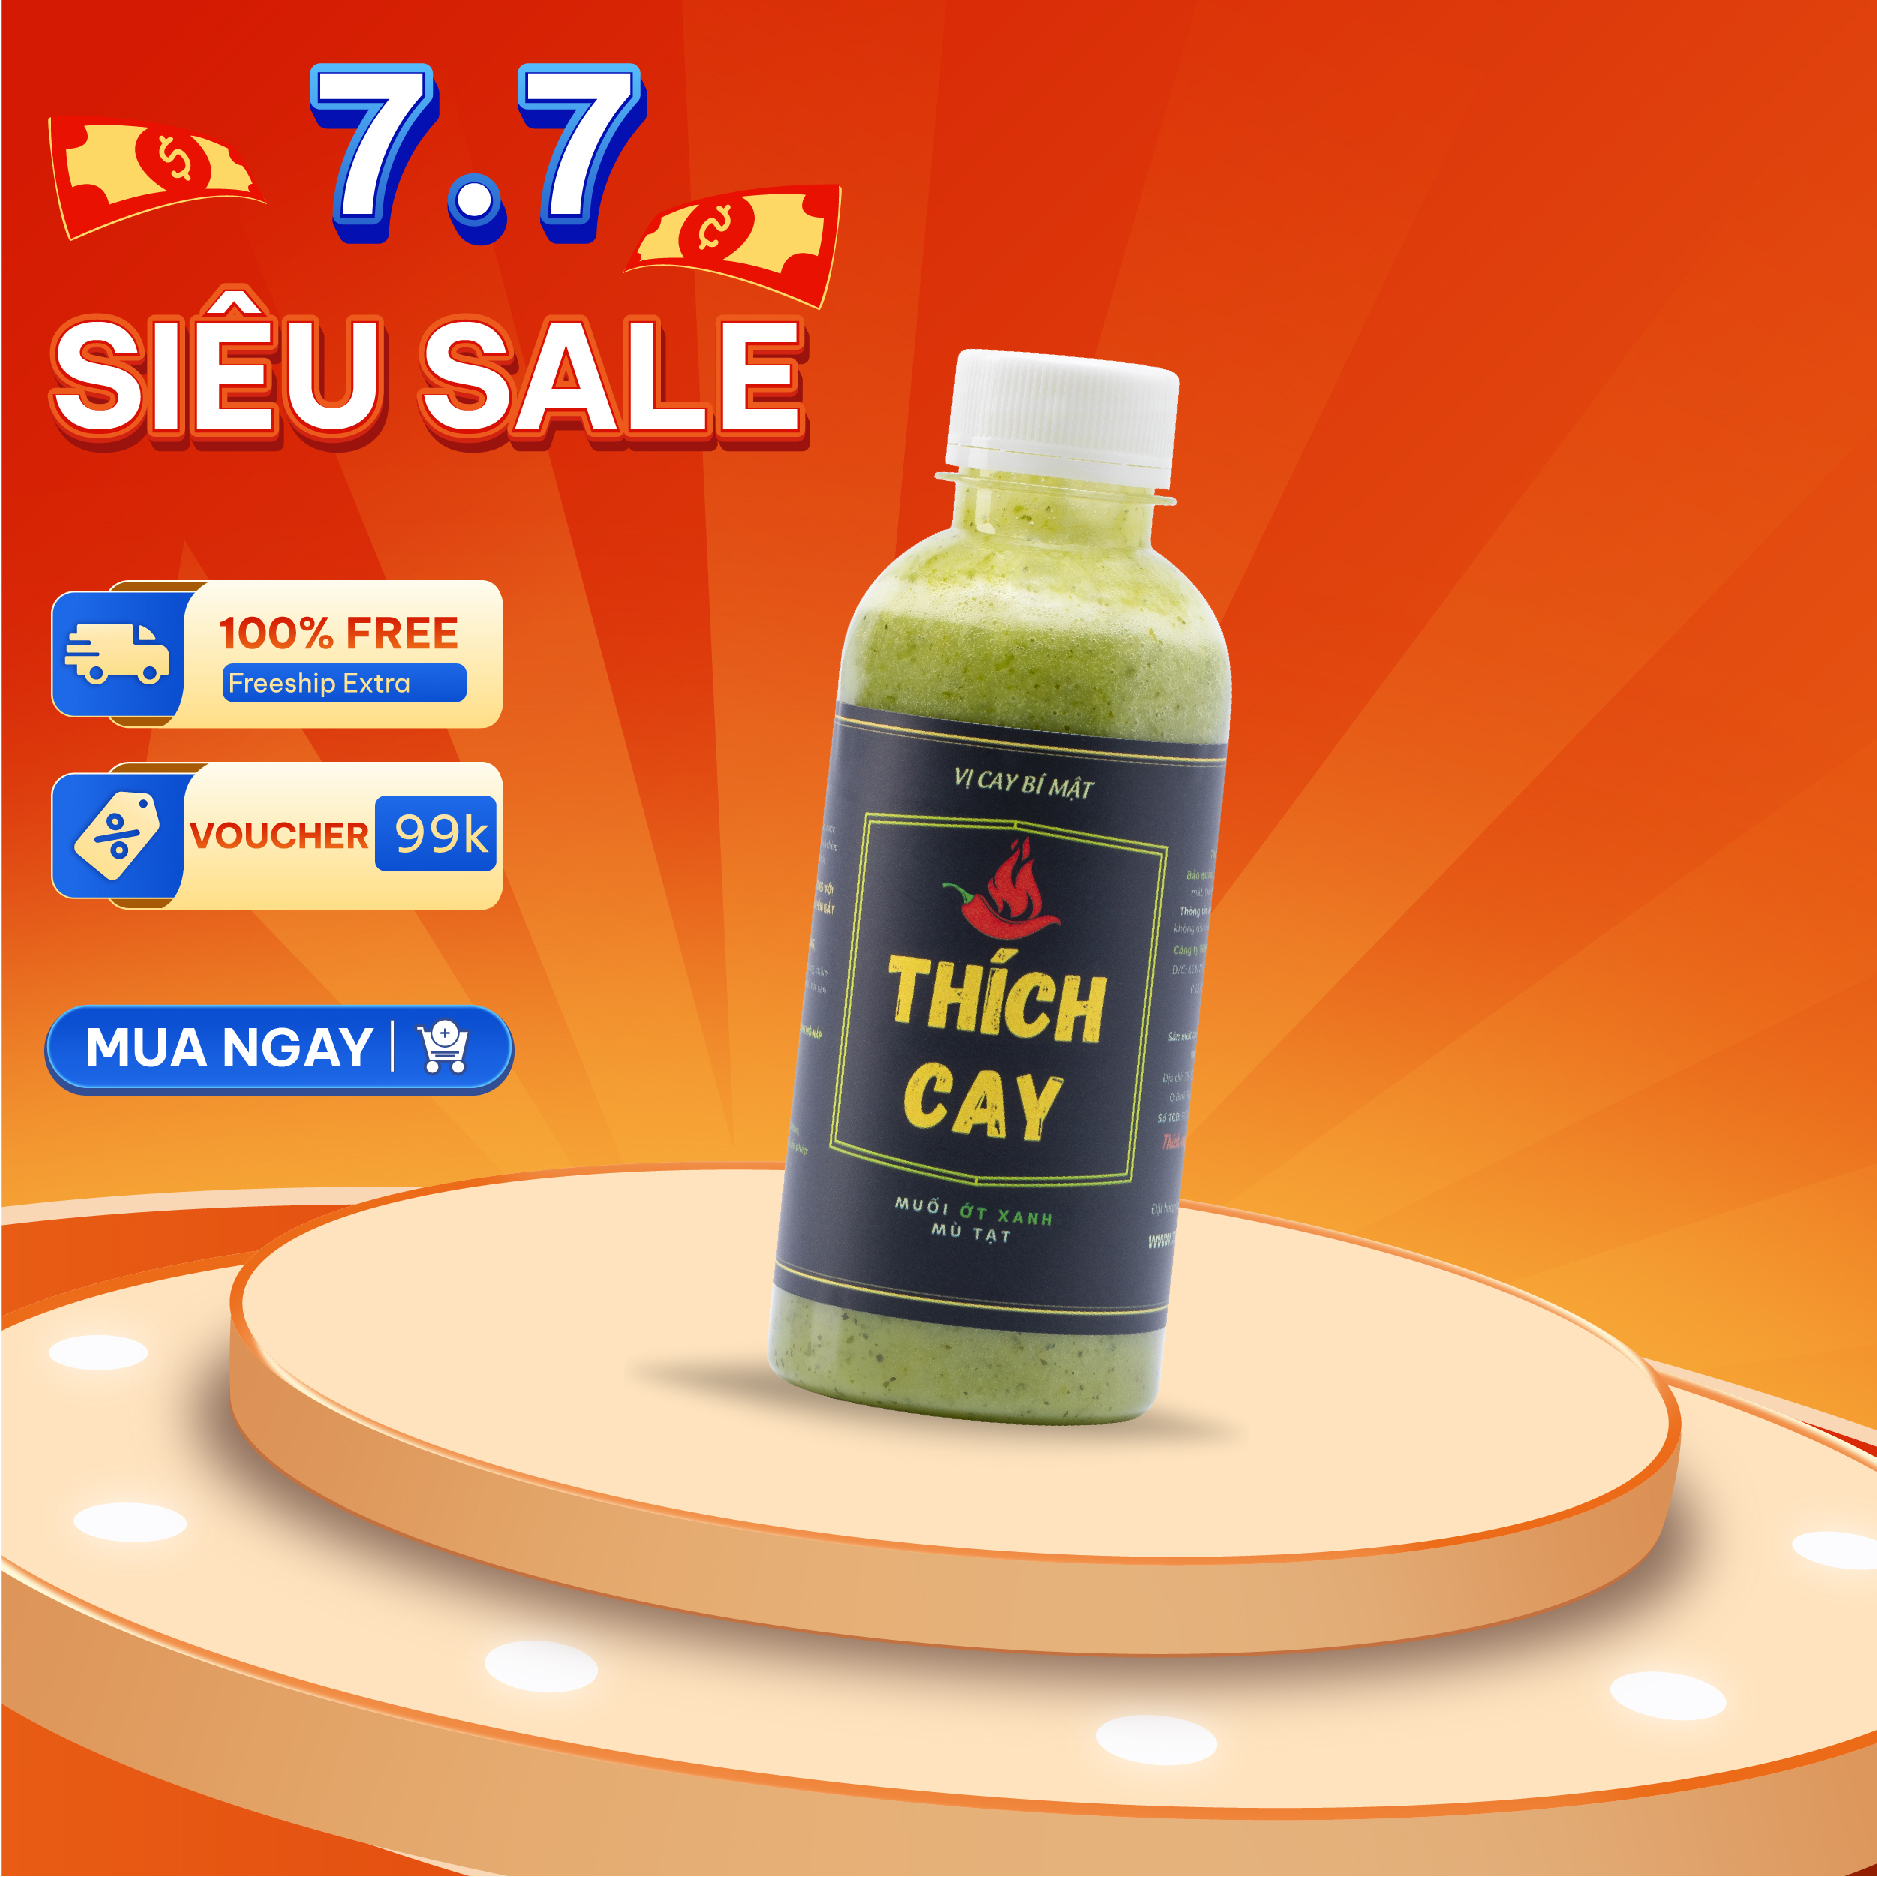 7.7
SIÊU SALE
100% FREE
Freeship Extra
VOUCHER 99k
MUA NGAY
VỊ CAY BÍ MẬT
THÍCH
CAY
MUỐI ỚT XANH
MÙ TẠT